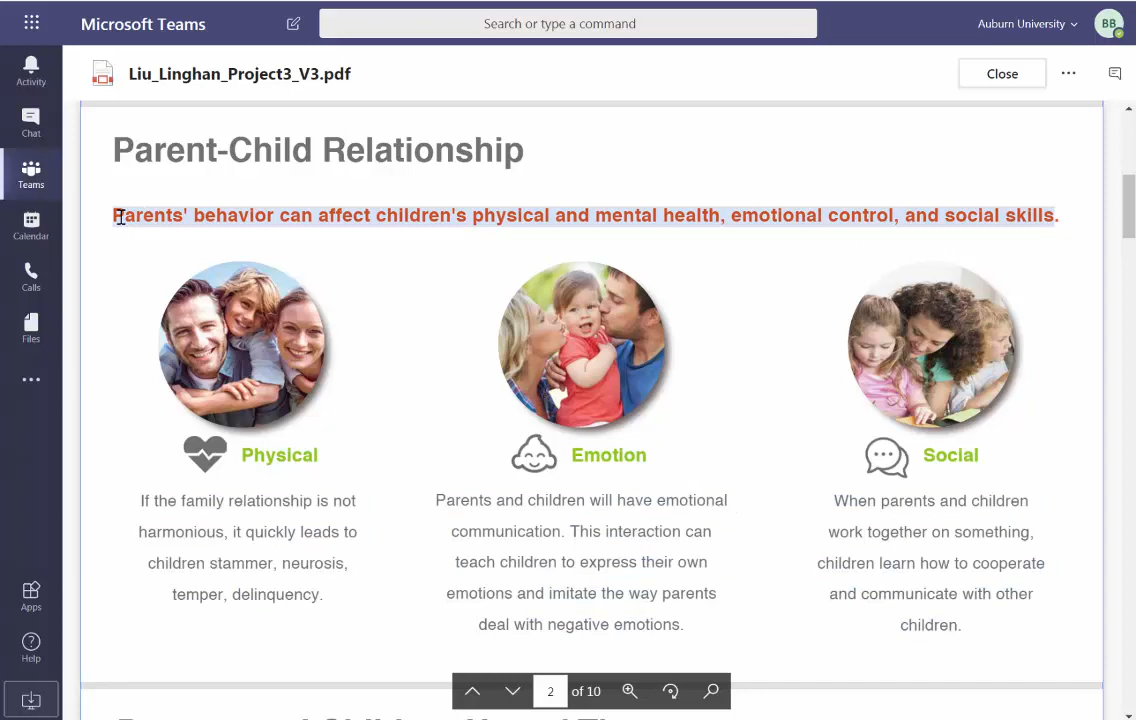 Microsoft Teams
Search or type a command
Auburn University
BB
Activity
Chat
Teams
Calendar
Calls
Files
Apps
Help
Liu_Linghan_Project3_V3.pdf
Close
Parent-Child Relationship
Parents' behavior can affect children's physical and mental health, emotional control, and social skills.
Physical
If the family relationship is not
harmonious, it quickly leads to
children stammer, neurosis,
temper, delinquency.
Emotion
Parents and children will have emotional
communication. This interaction can
teach children to express their own
emotions and imitate the way parents
deal with negative emotions.
Social
When parents and children
work together on something,
children learn how to cooperate
and communicate with other
children.
2 of 10